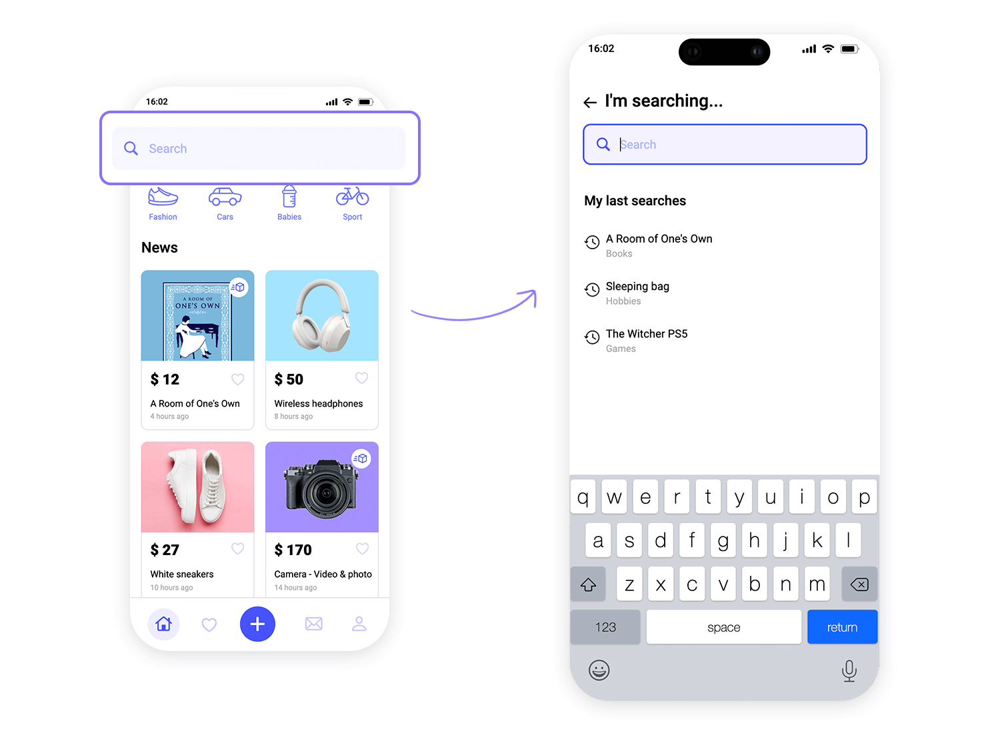 16:02
Search
Fashion Cars Babies Sport
News
A ROOM OF
ONE'S OWN
$ 12
A Room of One's Own
4 hours ago
$ 50
Wireless headphones
8 hours ago
$ 27
White sneakers
10 hours ago
$ 170
Camera - Video & photo
14 hours ago
16:02
I'm searching...
Search
My last searches
A Room of One's Own
Books
Sleeping bag
Hobbies
The Witcher PS5
Games
q w e r t y u i o p
a s d f g h j k l
z x c v b n m
123 space return